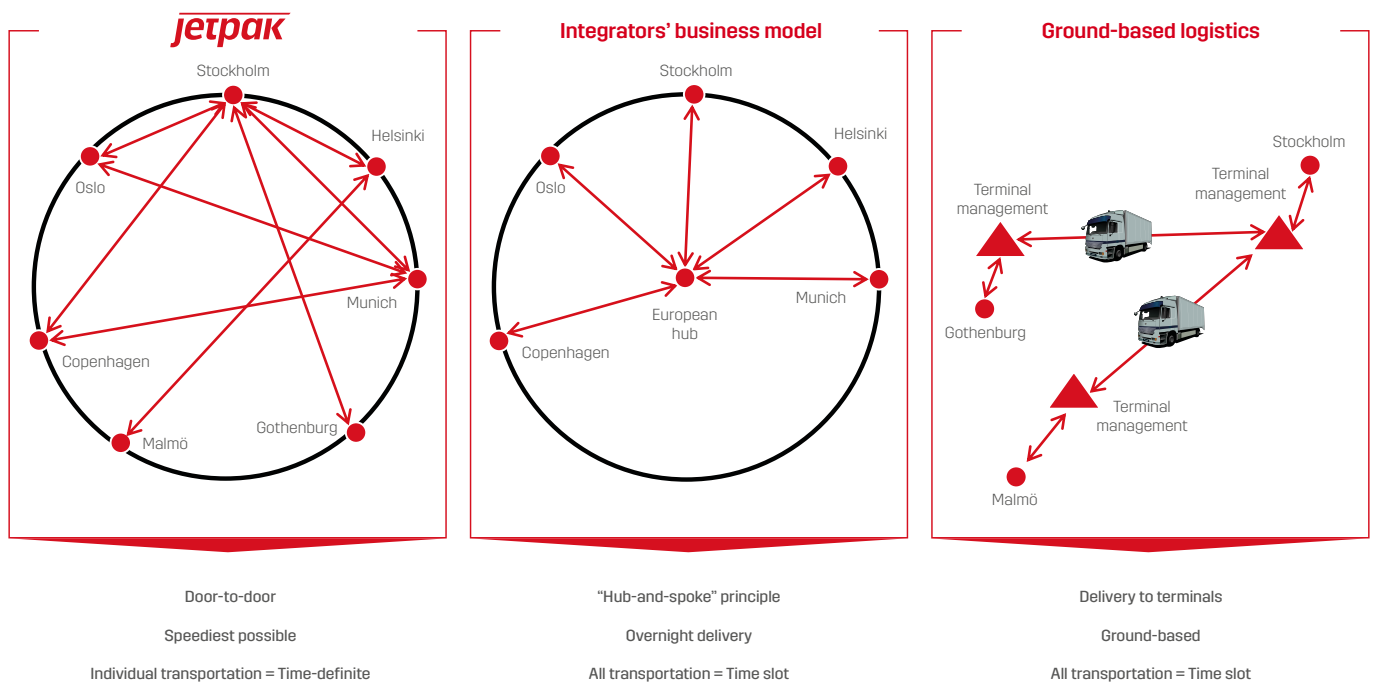 jetpak
Stockholm
Helsinki
Oslo
Munich
Copenhagen
Gothenburg
Malmö
Door-to-door
Speediest possible
Individual transportation = Time-definite
Integrators’ business model
Stockholm
Helsinki
Oslo
Munich
European
hub
Copenhagen
“Hub-and-spoke” principle
Overnight delivery
All transportation = Time slot
Ground-based logistics
Stockholm
Terminal
management
Terminal
management
Gothenburg
Terminal
management
Malmö
Delivery to terminals
Ground-based
All transportation = Time slot